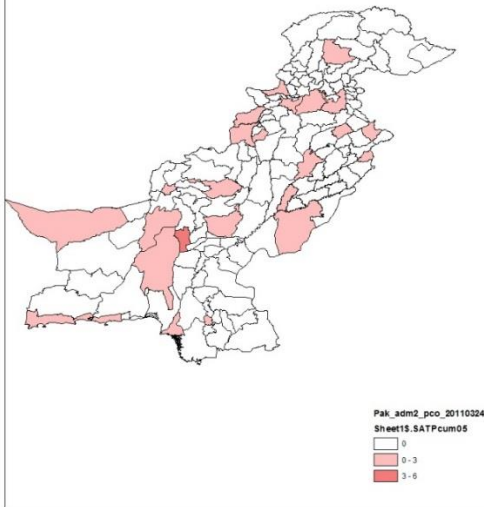 Pak_adm2_pco_20110324
Sheet1$.SATPcum05
0
0 - 3
3 - 6